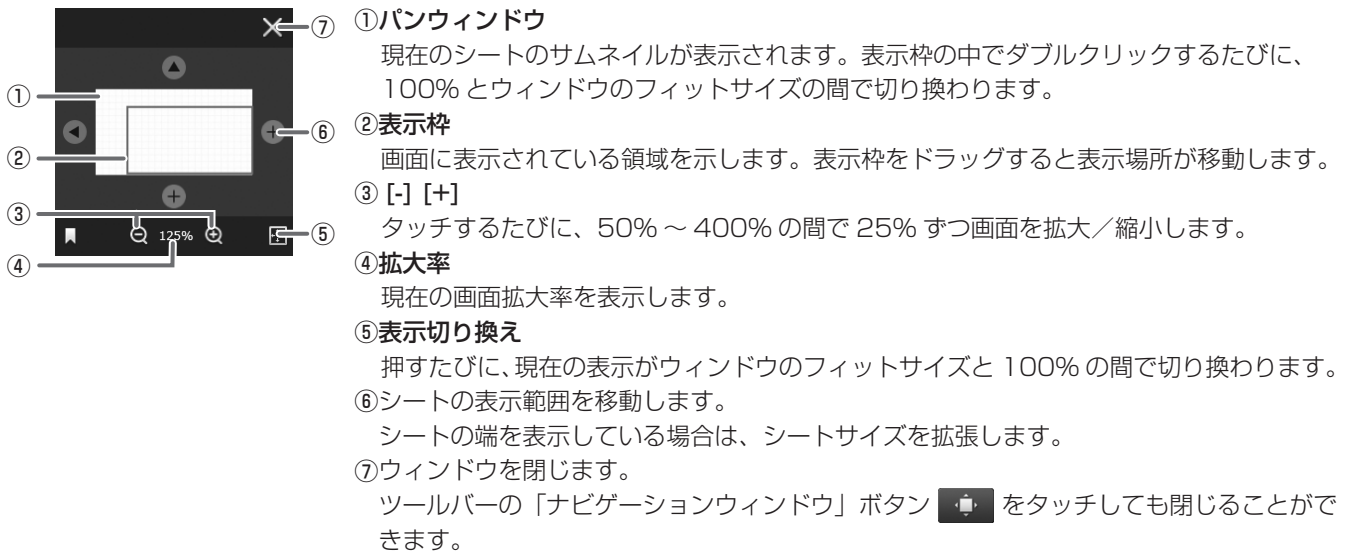 ①パンウィンドウ
現在のシートのサムネイルが表示されます。表示枠の中でダブルクリックするたびに、
100% とウィンドウのフィットサイズの間で切り換わります。
②表示枠
画面に表示されている領域を示します。表示枠をドラッグすると表示場所が移動します。
③ [-] [+]
タッチするたびに、50% ～ 400% の間で 25% ずつ画面を拡大／縮小します。
④拡大率
現在の画面拡大率を表示します。
⑤表示切り換え
押すたびに、現在の表示がウィンドウのフィットサイズと 100% の間で切り換わります。
⑥シートの表示範囲を移動します。
シートの端を表示している場合は、シートサイズを拡張します。
⑦ウィンドウを閉じます。
ツールバーの「ナビゲーションウィンドウ」ボタン をタッチしても閉じることがで
きます。
⑦
①
⑥
②
③
125%
⑤
④